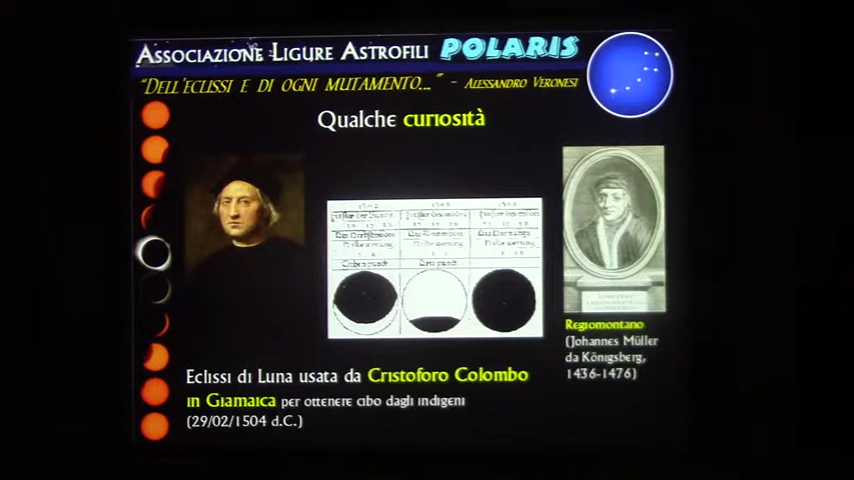 Associazione Ligure Astrofili POLARIS
"Dell'eclissi e di ogni mutamento..." - Alessandro Veronesi
Qualche curiosità
Regiomontano
(Johannes Müller
da Königsberg,
1436-1476)
Eclissi di Luna usata da Cristoforo Colombo
in Giamaica per ottenere cibo dagli indigeni
(29/02/1504 d.C.)